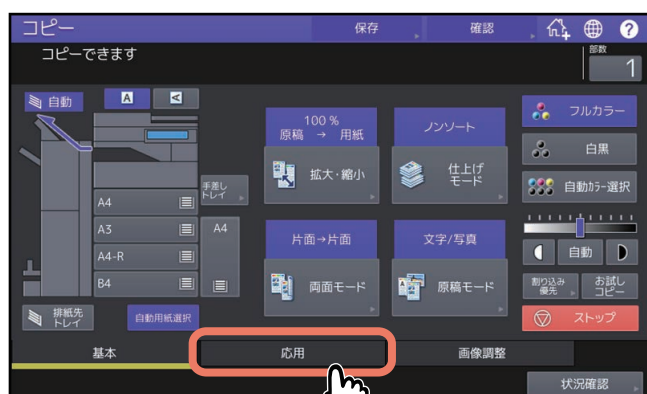 コピー
保存
確認
コピーできます
部数
1
自動
A
A
手差し
トレイ
A4
A3
A4-R
B4
A4
排紙先
トレイ
自動用紙選択
100 %
原稿 → 用紙
拡大・縮小
ノンソート
仕上げ
モード
片面→片面
両面モード
文字/写真
原稿モード
フルカラー
白黒
自動カラー選択
自動
割り込み
優先
お試し
コピー
ストップ
基本
応用
画像調整
状況確認